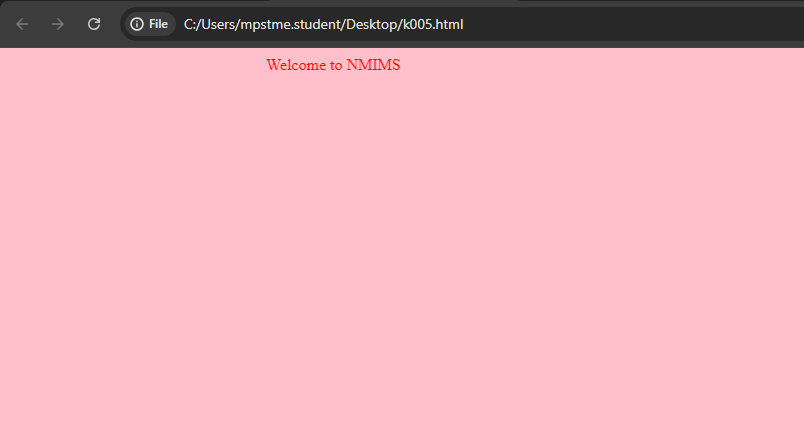 File C:/Users/mpstme.student/Desktop/k005.html
Welcome to NMIMS